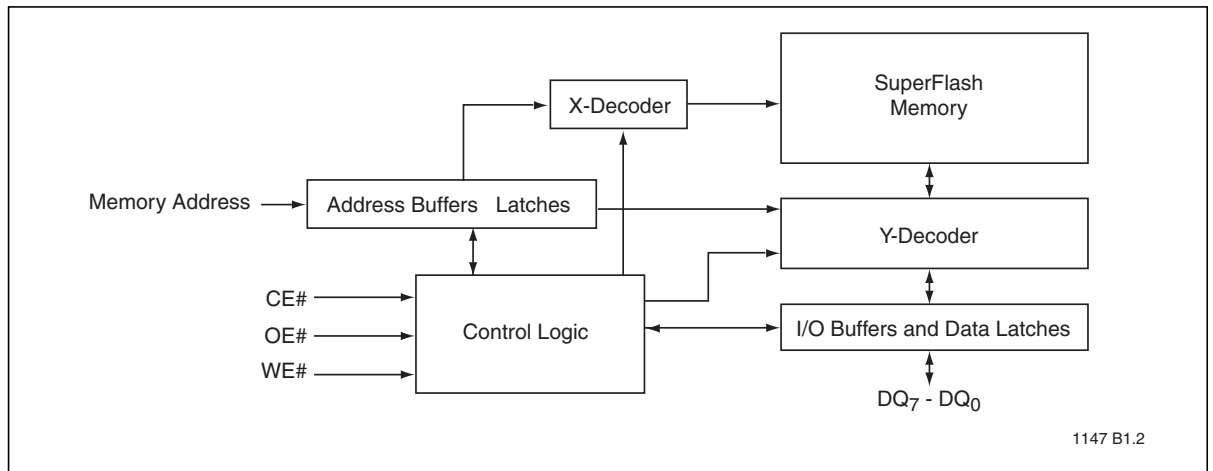 SuperFlash
Memory
X-Decoder
Memory Address
Address Buffers Latches
Y-Decoder
CE#
OE#
WE#
Control Logic
I/O Buffers and Data Latches
DQ7 - DQ0
1147 B1.2